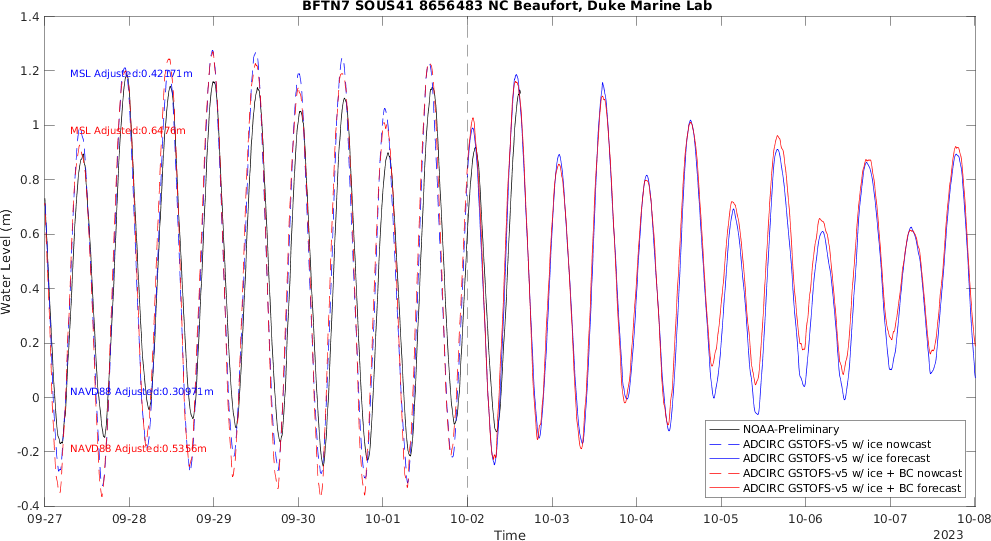 BFTN7 SOUS41 8656483 NC Beaufort, Duke Marine Lab
1.4
1.2
1
0.8
0.6
0.4
0.2
0
-0.2
-0.4
Water Level (m)
MSL Adjusted:0.42171m
MSL Adjusted:0.6476m
NAVD88 Adjusted:0.30971m
NAVD88 Adjusted:0.5356m
NOAA-Preliminary
ADCIRC GSTOFS-v5 w/ ice nowcast
ADCIRC GSTOFS-v5 w/ ice forecast
ADCIRC GSTOFS-v5 w/ ice + BC nowcast
ADCIRC GSTOFS-v5 w/ ice + BC forecast
09-27 09-28 09-29 09-30 10-01 10-02 10-03 10-04 10-05 10-06 10-07 10-08
Time
2023